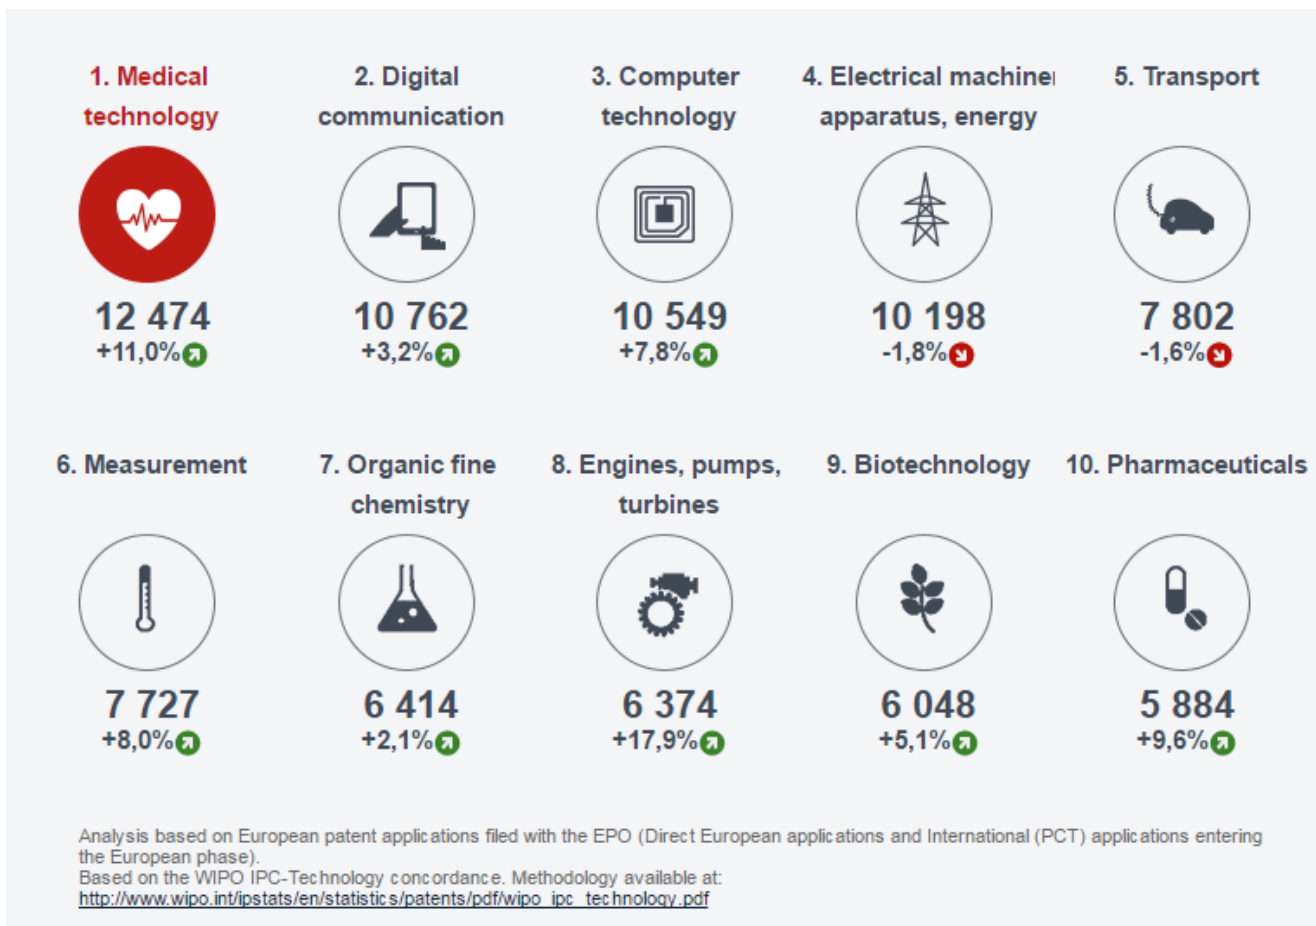 1. Medical
technology
12 474
+11,0%
2. Digital
communication
10 762
+3,2%
3. Computer
technology
10 549
+7,8%
4. Electrical machiner
apparatus, energy
10 198
-1,8%
5. Transport
7 802
-1,6%
6. Measurement
7 727
+8,0%
7. Organic fine
chemistry
6 414
+2,1%
8. Engines, pumps,
turbines
6 374
+17,9%
9. Biotechnology
6 048
+5,1%
10. Pharmaceuticals
5 884
+9,6%
Analysis based on European patent applications filed with the EPO (Direct European applications and International (PCT) applications entering
the European phase).
Based on the WIPO IPC-Technology concordance. Methodology available at:
http://www.wipo.int/ipstats/en/statistics/patents/pdf/wipo_ipc_technology.pdf